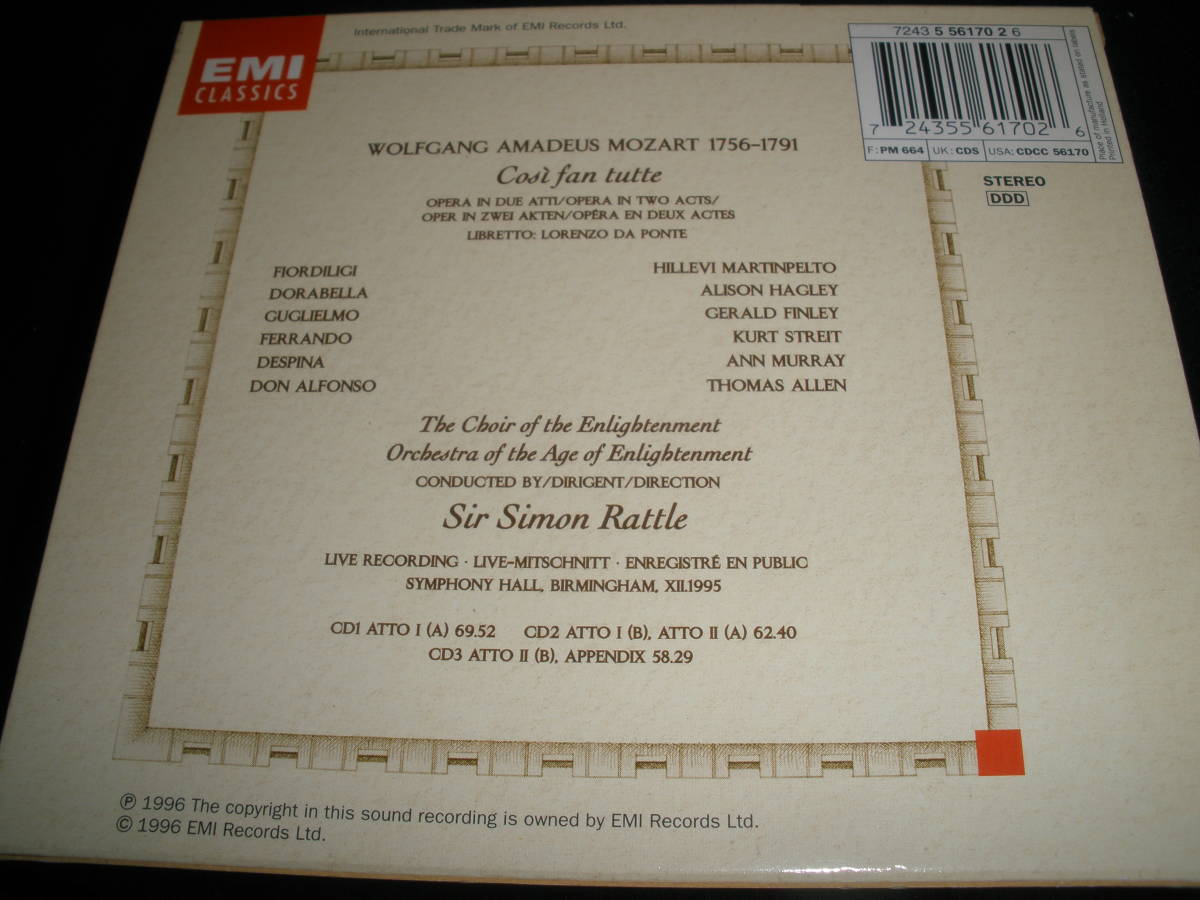 International Trade Mark of EMI Records Ltd.
EMI
CLASSICS
7243 5 56170 2 6
7 24355 61702 6
F: PM 664 UK: CDS USA: CDCC 56170
Place of manufacture as stated on labels
Printed in Holland
STEREO
DDD
WOLFGANG AMADEUS MOZART 1756–1791
Così fan tutte
OPERA IN DUE ATTI/OPERA IN TWO ACTS/
OPER IN ZWEI AKTEN/OPÉRA EN DEUX ACTES
LIBRETTO: LORENZO DA PONTE
FIORDILIGI HILLEVI MARTINPELTO
DORABELLA ALISON HAGLEY
GUGLIELMO GERALD FINLEY
FERRANDO KURT STREIT
DESPINA ANN MURRAY
DON ALFONSO THOMAS ALLEN
The Choir of the Enlightenment
Orchestra of the Age of Enlightenment
CONDUCTED BY/DIRIGENT/DIRECTION
Sir Simon Rattle
LIVE RECORDING · LIVE-MITSCHNITT · ENREGISTRÉ EN PUBLIC
SYMPHONY HALL, BIRMINGHAM, XII.1995
CD1 ATTO I (A) 69.52 CD2 ATTO I (B), ATTO II (A) 62.40
CD3 ATTO II (B), APPENDIX 58.29
℗ 1996 The copyright in this sound recording is owned by EMI Records Ltd.
© 1996 EMI Records Ltd.